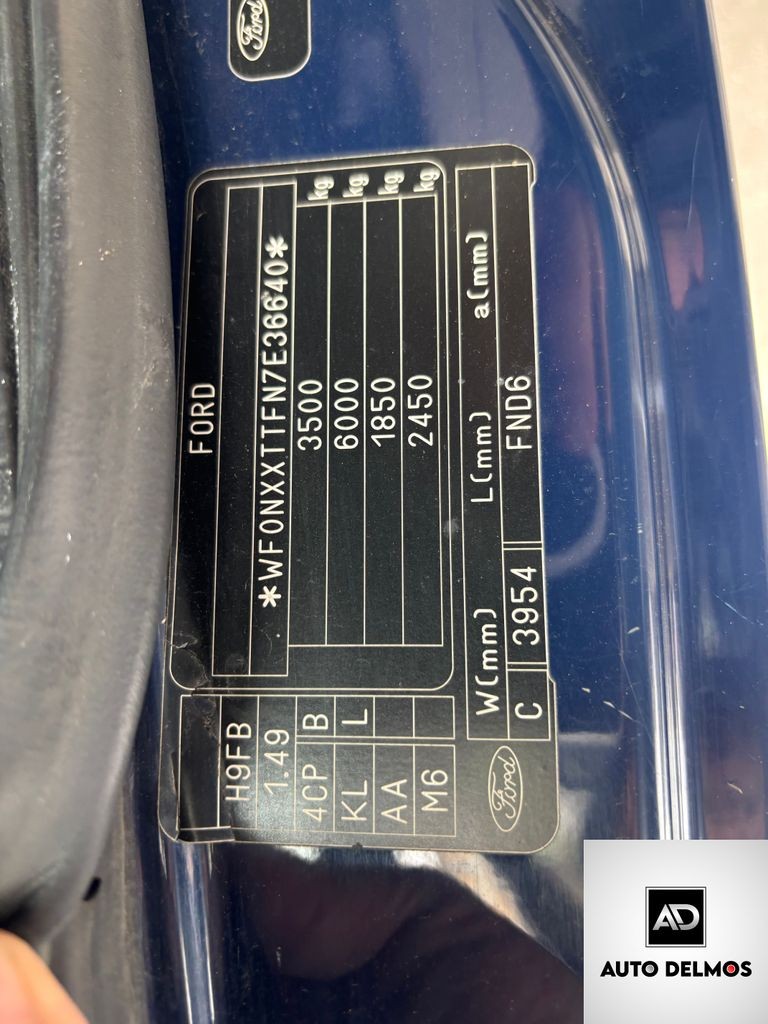 Ford
FORD
*WF0NXXTTFN7E36640*
3500 kg
6000 kg
1850 kg
2450 kg
H9FB
1.49
4CP B
KL L
AA
M6
W(mm) L(mm) a(mm)
C 3954 FND6
Ford
AD
AUTO DELMOS